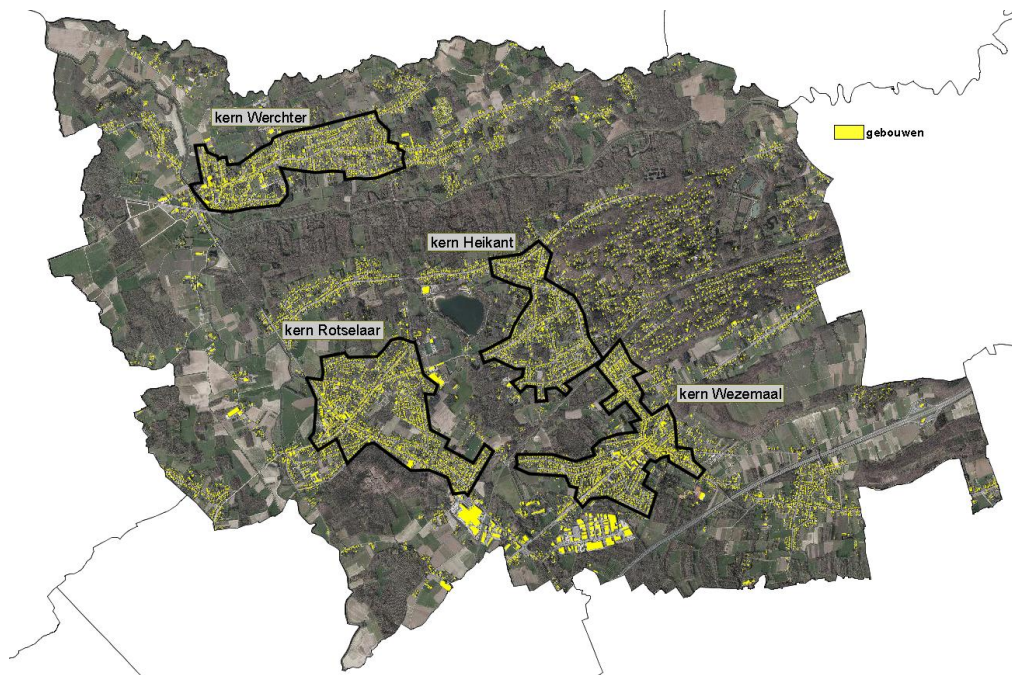 kern Werchter
gebouwen
kern Heikant
kern Rotselaar
kern Wezemaal